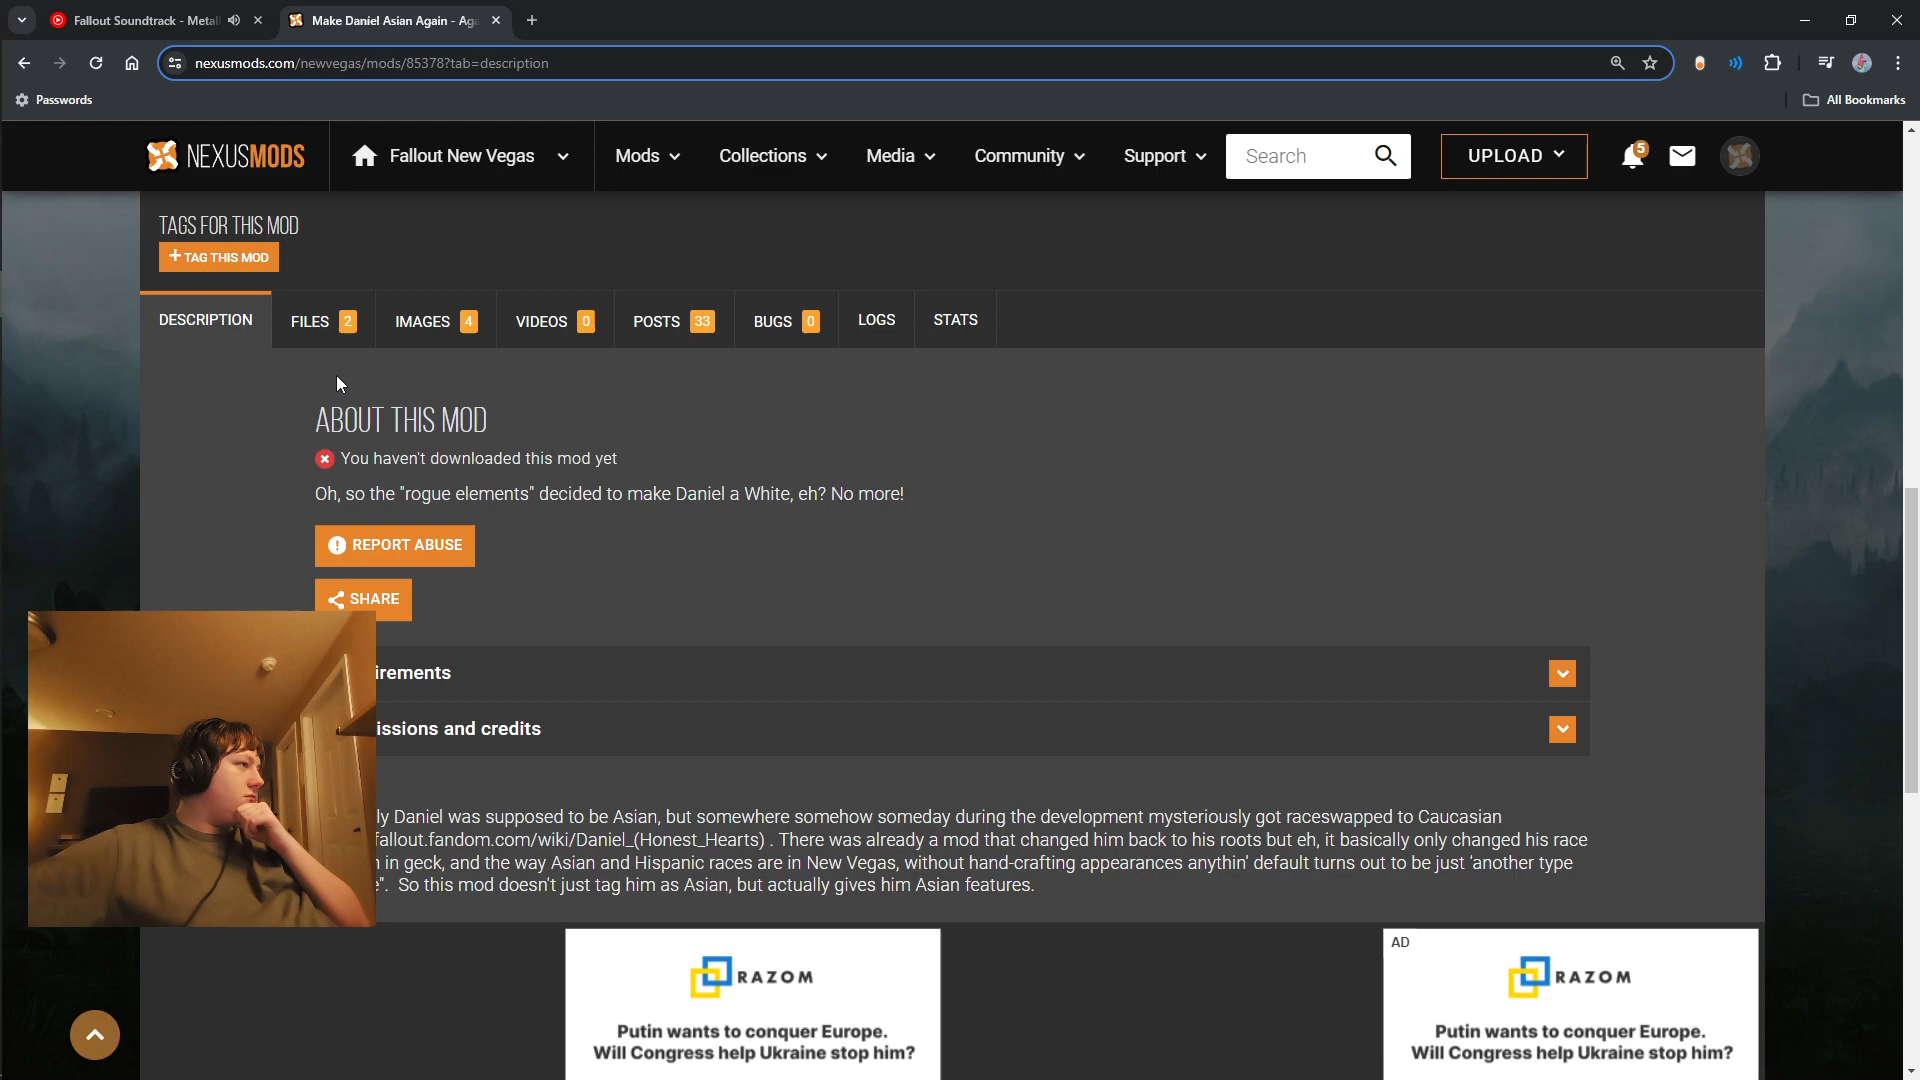 Fallout Soundtrack - Metal
Make Daniel Asian Again - Aga
nexusmods.com/newvegas/mods/85378?tab=description
Passwords
All Bookmarks
NEXUSMODS
Fallout New Vegas
Mods
Collections
Media
Community
Support
Search
UPLOAD
5
TAGS FOR THIS MOD
+ TAG THIS MOD
DESCRIPTION
FILES 2
IMAGES 4
VIDEOS 0
POSTS 33
BUGS 0
LOGS
STATS
ABOUT THIS MOD
You haven't downloaded this mod yet
Oh, so the "rogue elements" decided to make Daniel a White, eh? No more!
REPORT ABUSE
SHARE
irements
issions and credits
ly Daniel was supposed to be Asian, but somewhere somehow someday during the development mysteriously got raceswapped to Caucasian
fallout.fandom.com/wiki/Daniel_(Honest_Hearts) . There was already a mod that changed him back to his roots but eh, it basically only changed his race
in geck, and the way Asian and Hispanic races are in New Vegas, without hand-crafting appearances anythin' default turns out to be just 'another type
e". So this mod doesn't just tag him as Asian, but actually gives him Asian features.
RAZOM
Putin wants to conquer Europe.
Will Congress help Ukraine stop him?
AD
RAZOM
Putin wants to conquer Europe.
Will Congress help Ukraine stop him?